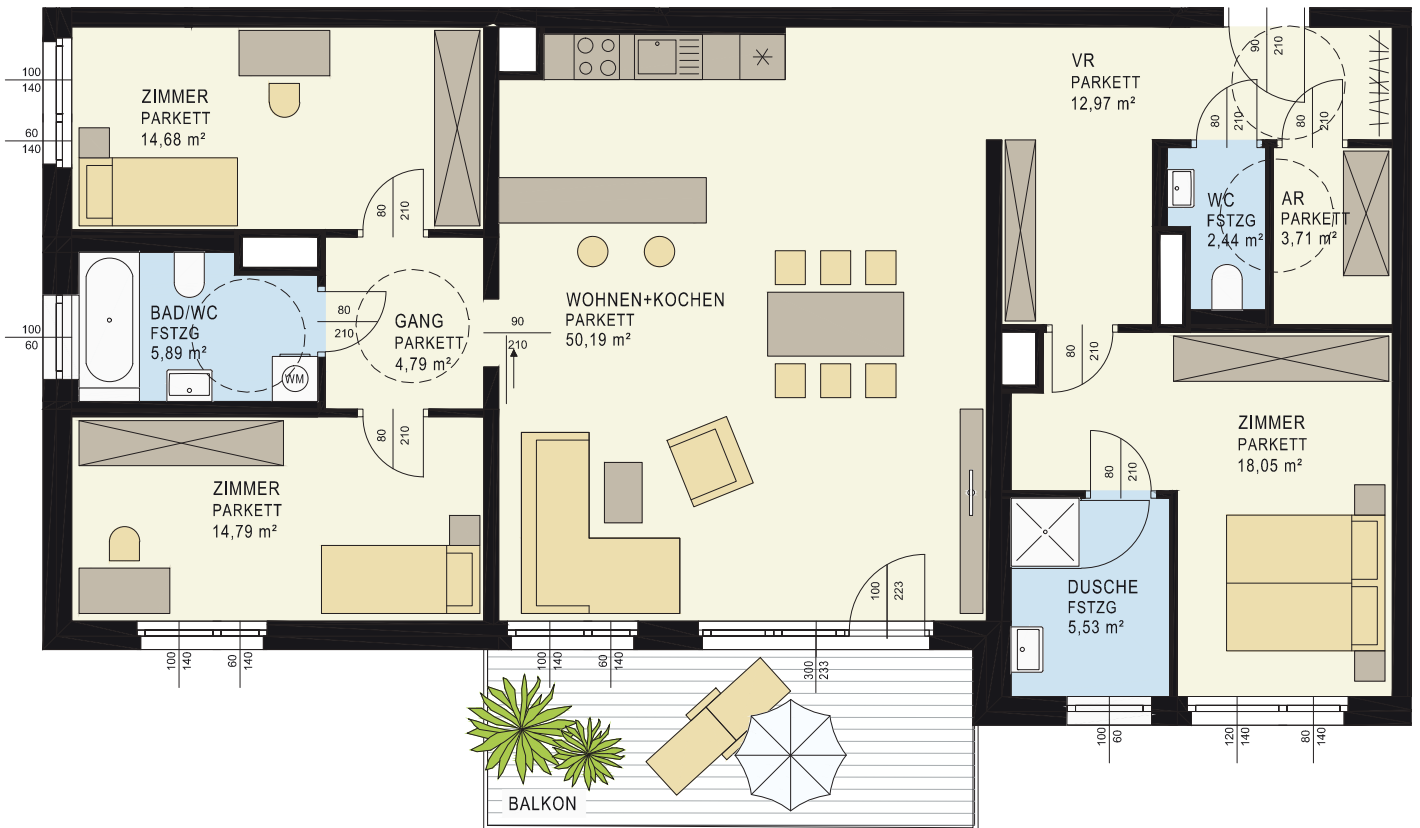 ZIMMER
PARKETT
14,68 m²
100
140
60
140
80
210
BAD/WC
FSTZG
5,89 m²
100
60
80
210
WM
GANG
PARKETT
4,79 m²
90
210
80
210
ZIMMER
PARKETT
14,79 m²
100
140
60
140
WOHNEN+KOCHEN
PARKETT
50,19 m²
100
223
100
140
60
140
300
233
BALKON
VR
PARKETT
12,97 m²
90
210
80
210
80
210
WC
FSTZG
2,44 m²
AR
PARKETT
3,71 m²
80
210
ZIMMER
PARKETT
18,05 m²
80
210
DUSCHE
FSTZG
5,53 m²
100
60
120
140
80
140